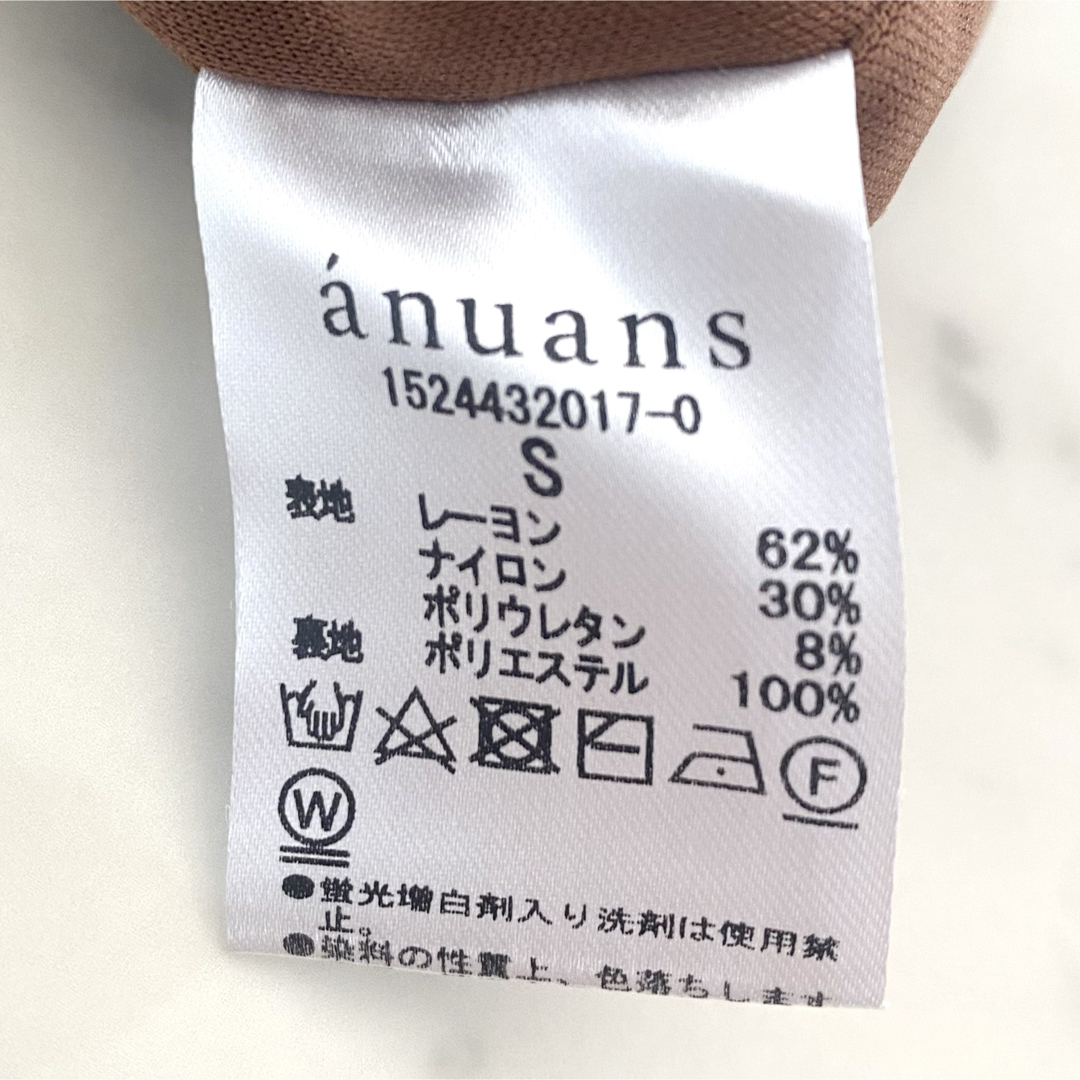 ánuans
1524432017-0
S
表地 レーヨン 62%
ナイロン 30%
ポリウレタン 8%
裏地 ポリエステル 100%
F
W
●蛍光増白剤入り洗剤は使用禁
止。
●染料の性質上、色落ちします